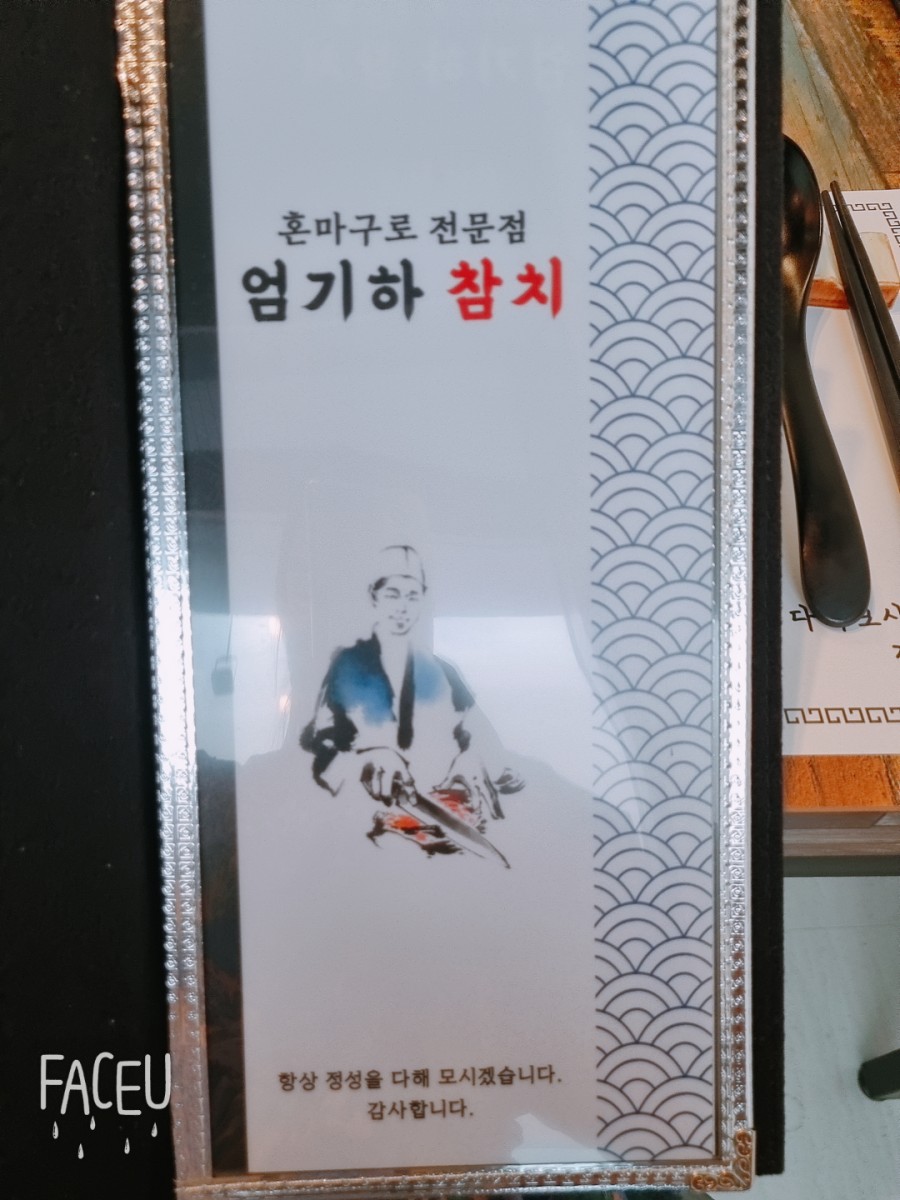 혼마구로 전문점
엄기하 참치
항상 정성을 다해 모시겠습니다.
감사합니다.
FACEU